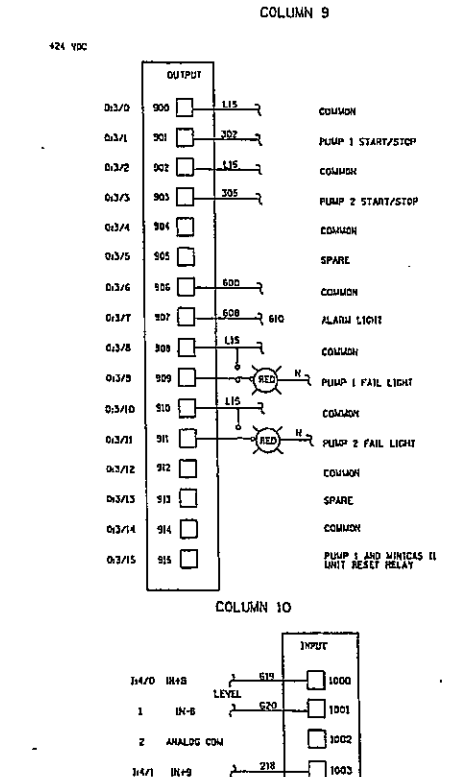 COLUMN 9
+24 VDC
OUTPUT
O:3/0 900 L15 COMMON
O:3/1 901 302 PUMP 1 START/STOP
O:3/2 902 L15 COMMON
O:3/3 903 305 PUMP 2 START/STOP
O:3/4 904 COMMON
O:3/5 905 SPARE
O:3/6 906 600 COMMON
O:3/7 907 608 610 ALARM LIGHT
O:3/8 908 L15 COMMON
O:3/9 909 RED N PUMP 1 FAIL LIGHT
O:3/10 910 L15 COMMON
O:3/11 911 RED N PUMP 2 FAIL LIGHT
O:3/12 912 COMMON
O:3/13 913 SPARE
O:3/14 914 COMMON
O:3/15 915 PUMP 1 AND MINICAS II
UNIT RESET RELAY
COLUMN 10
INPUT
I:4/0 IN+8 619 1000
LEVEL
1 IN-8 620 1001
2 ANALOG COM 1002
I:4/1 IN+9 218 1003